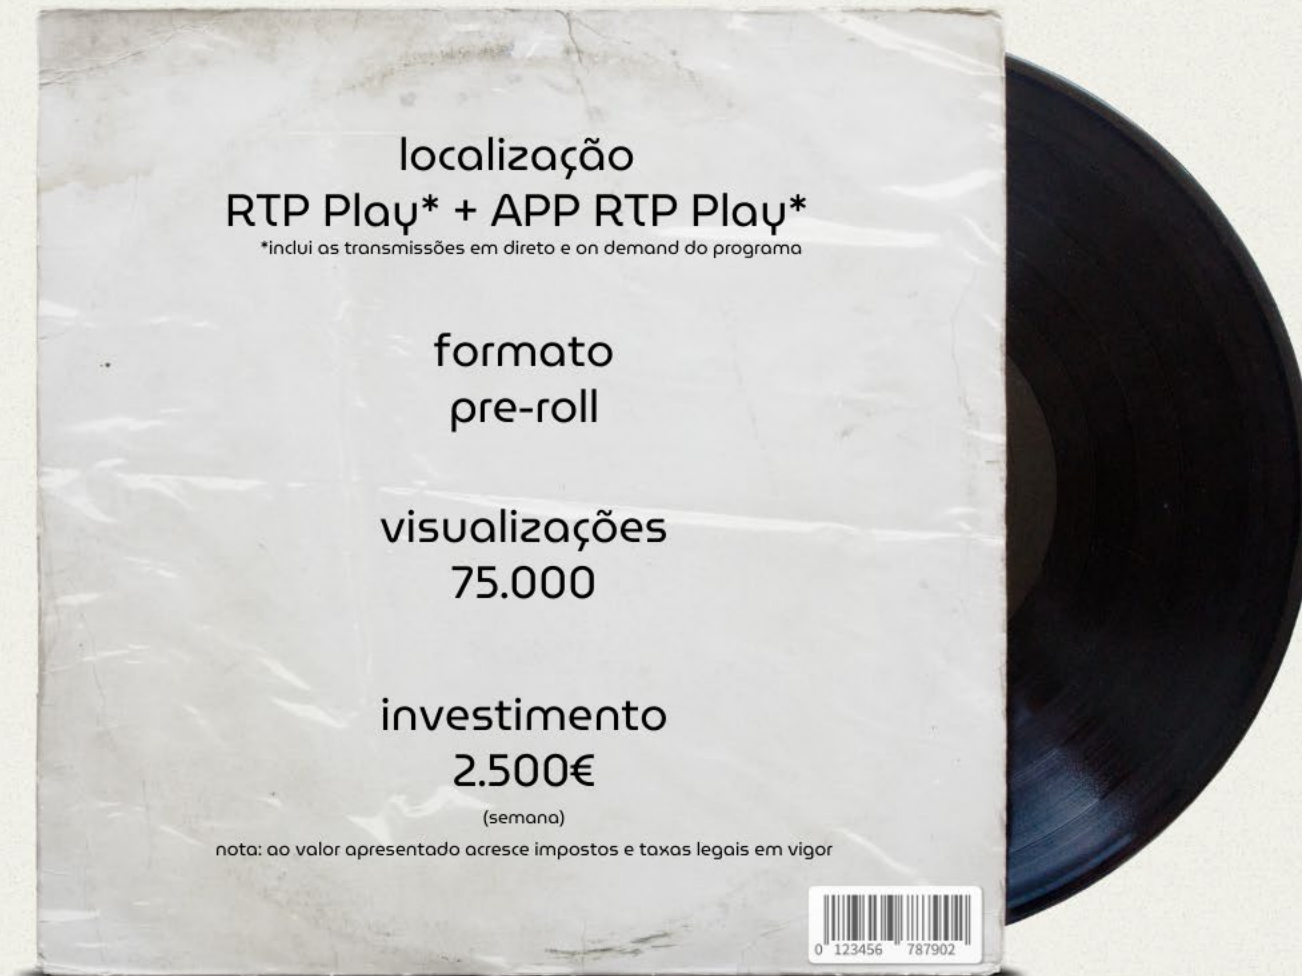 localização
RTP Play* + APP RTP Play*
*inclui as transmissões em direto e on demand do programa
formato
pre-roll
visualizações
75.000
investimento
2.500€
(semana)
nota: ao valor apresentado acresce impostos e taxas legais em vigor
0 123456 787902